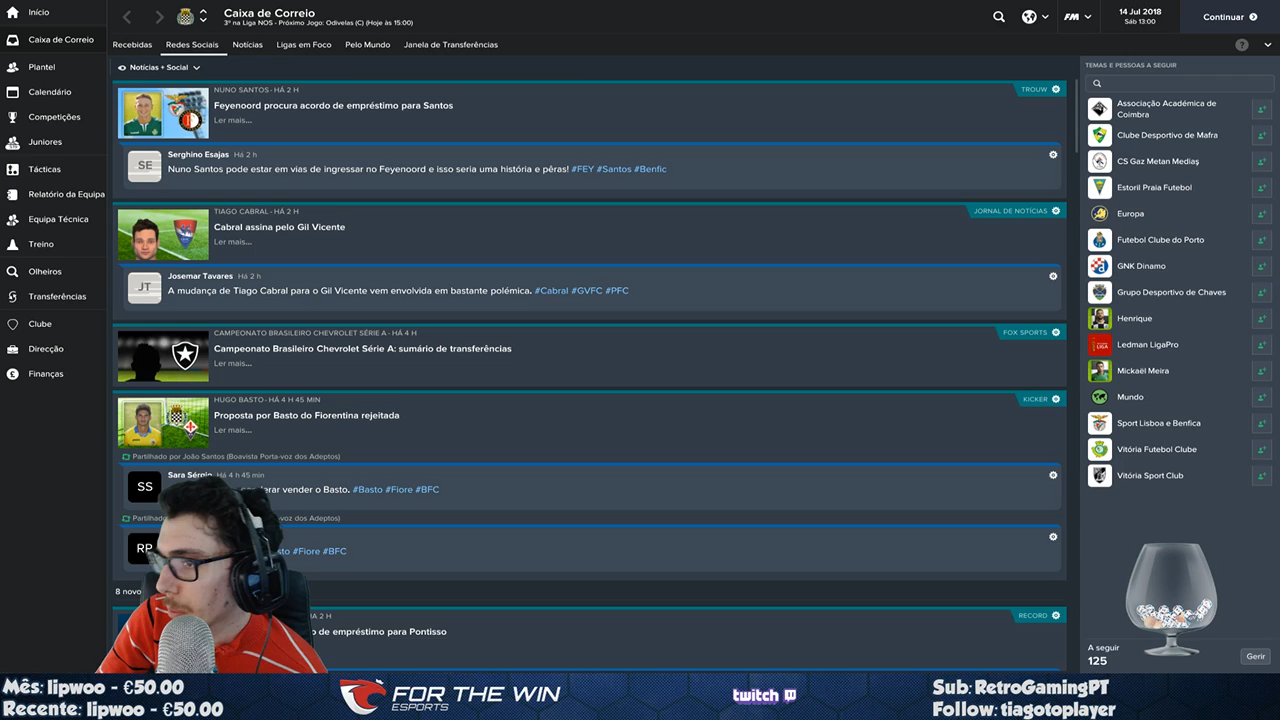 Início
Caixa de Correio
Plantel
Calendário
Competições
Juniores
Tácticas
Relatório da Equipa
Equipa Técnica
Treino
Olheiros
Transferências
Clube
Direcção
Finanças
Caixa de Correio
3º na Liga NOS - Próximo Jogo: Odivelas (C) (Hoje às 15:00)
FM
14 Jul 2018
Sáb 13:00
Continuar
Recebidas Redes Sociais Notícias Ligas em Foco Pelo Mundo Janela de Transferências
Notícias + Social
NUNO SANTOS - HÁ 2 H
TROUW
Feyenoord procura acordo de empréstimo para Santos
Ler mais...
SE
Serghino Esajas Há 2 h
Nuno Santos pode estar em vias de ingressar no Feyenoord e isso seria uma história e pêras! #FEY #Santos #Benfic
TIAGO CABRAL - HÁ 2 H
JORNAL DE NOTÍCIAS
Cabral assina pelo Gil Vicente
Ler mais...
JT
Josemar Tavares Há 2 h
A mudança de Tiago Cabral para o Gil Vicente vem envolvida em bastante polémica. #Cabral #GVFC #PFC
CAMPEONATO BRASILEIRO CHEVROLET SÉRIE A - HÁ 4 H
FOX SPORTS
Campeonato Brasileiro Chevrolet Série A: sumário de transferências
Ler mais...
HUGO BASTO - HÁ 4 H 45 MIN
KICKER
Proposta por Basto do Fiorentina rejeitada
Ler mais...
Partilhado por João Santos (Boavista Porta-voz dos Adeptos)
SS
Sara Sérgio Há 4 h 45 min
vender o Basto. #Basto #Fiore #BFC
dos Adeptos)
RP
#Fiore #BFC
8 novo
HÁ 2 H
RECORD
de empréstimo para Pontisso
TEMAS E PESSOAS A SEGUIR
Associação Académica de
Coimbra
Clube Desportivo de Mafra
CS Gaz Metan Mediaş
Estoril Praia Futebol
Europa
Futebol Clube do Porto
GNK Dinamo
Grupo Desportivo de Chaves
Henrique
Ledman LigaPro
Mickaël Meira
Mundo
Sport Lisboa e Benfica
Vitória Futebol Clube
Vitória Sport Club
A seguir
125
Gerir
Mês: lipwoo - €50.00
Recente: lipwoo - €50.00
FOR THE WIN
ESPORTS
twitch
Sub: RetroGamingPT
Follow: tiagotoplayer